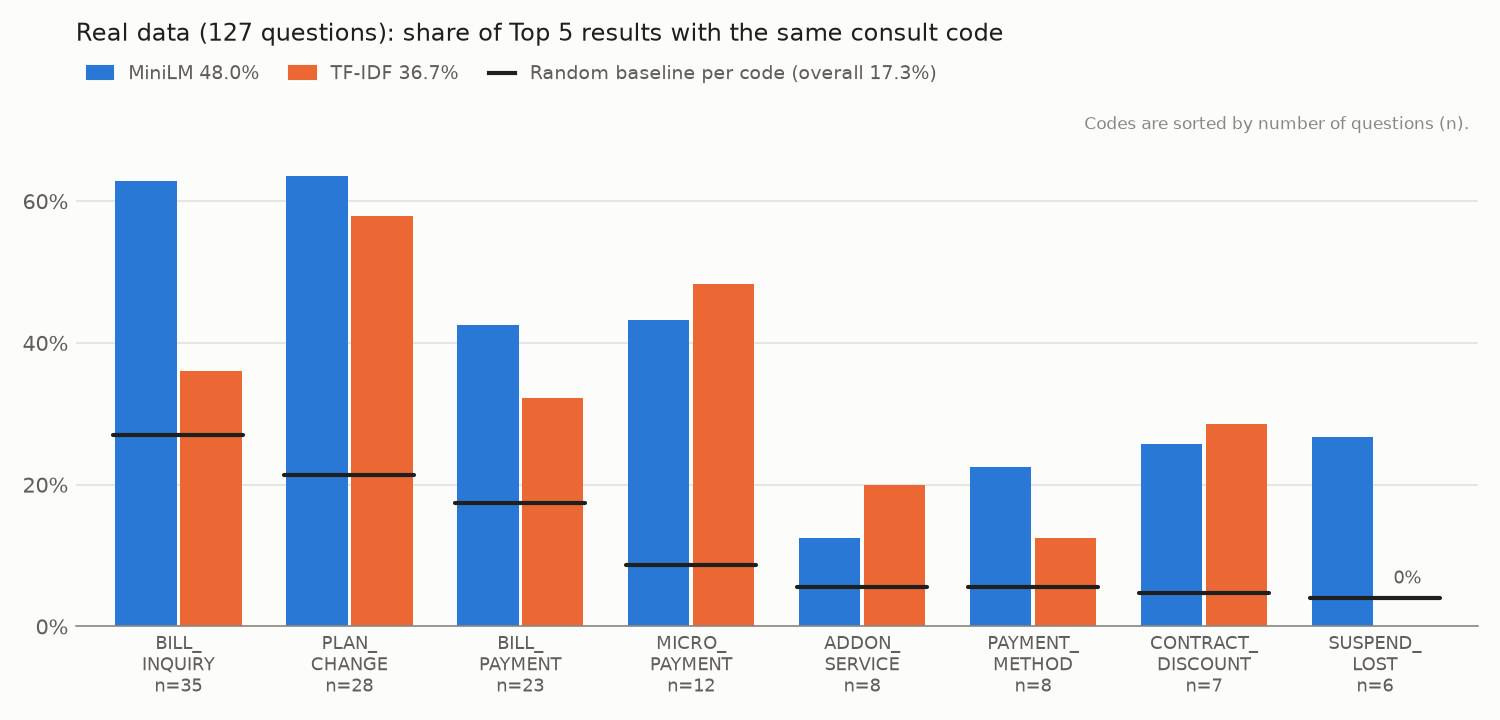 Real data (127 questions): share of Top 5 results with the same consult code
MiniLM 48.0% TF-IDF 36.7% Random baseline per code (overall 17.3%)
Codes are sorted by number of questions (n).
60%
40%
20%
0%
0%
BILL_
INQUIRY
n=35
PLAN_
CHANGE
n=28
BILL_
PAYMENT
n=23
MICRO_
PAYMENT
n=12
ADDON_
SERVICE
n=8
PAYMENT_
METHOD
n=8
CONTRACT_
DISCOUNT
n=7
SUSPEND_
LOST
n=6